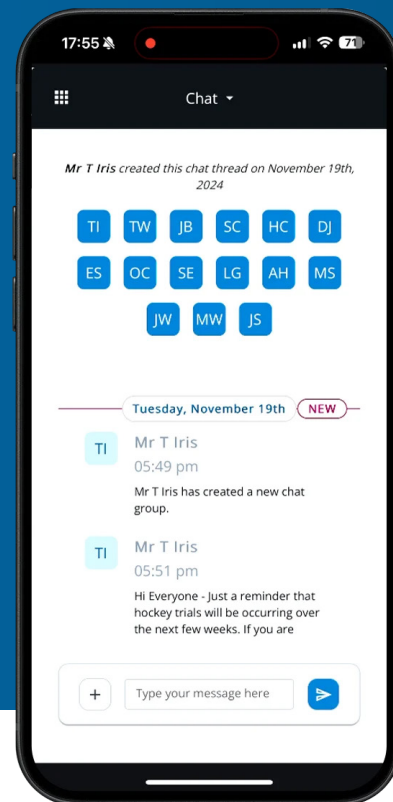 17:55
71
Chat
Mr T Iris created this chat thread on November 19th,
2024
TI TW JB SC HC DJ
ES OC SE LG AH MS
JW MW JS
Tuesday, November 19th NEW
TI Mr T Iris
05:49 pm
Mr T Iris has created a new chat
group.
TI Mr T Iris
05:51 pm
Hi Everyone - Just a reminder that
hockey trials will be occurring over
the next few weeks. If you are
+ Type your message here